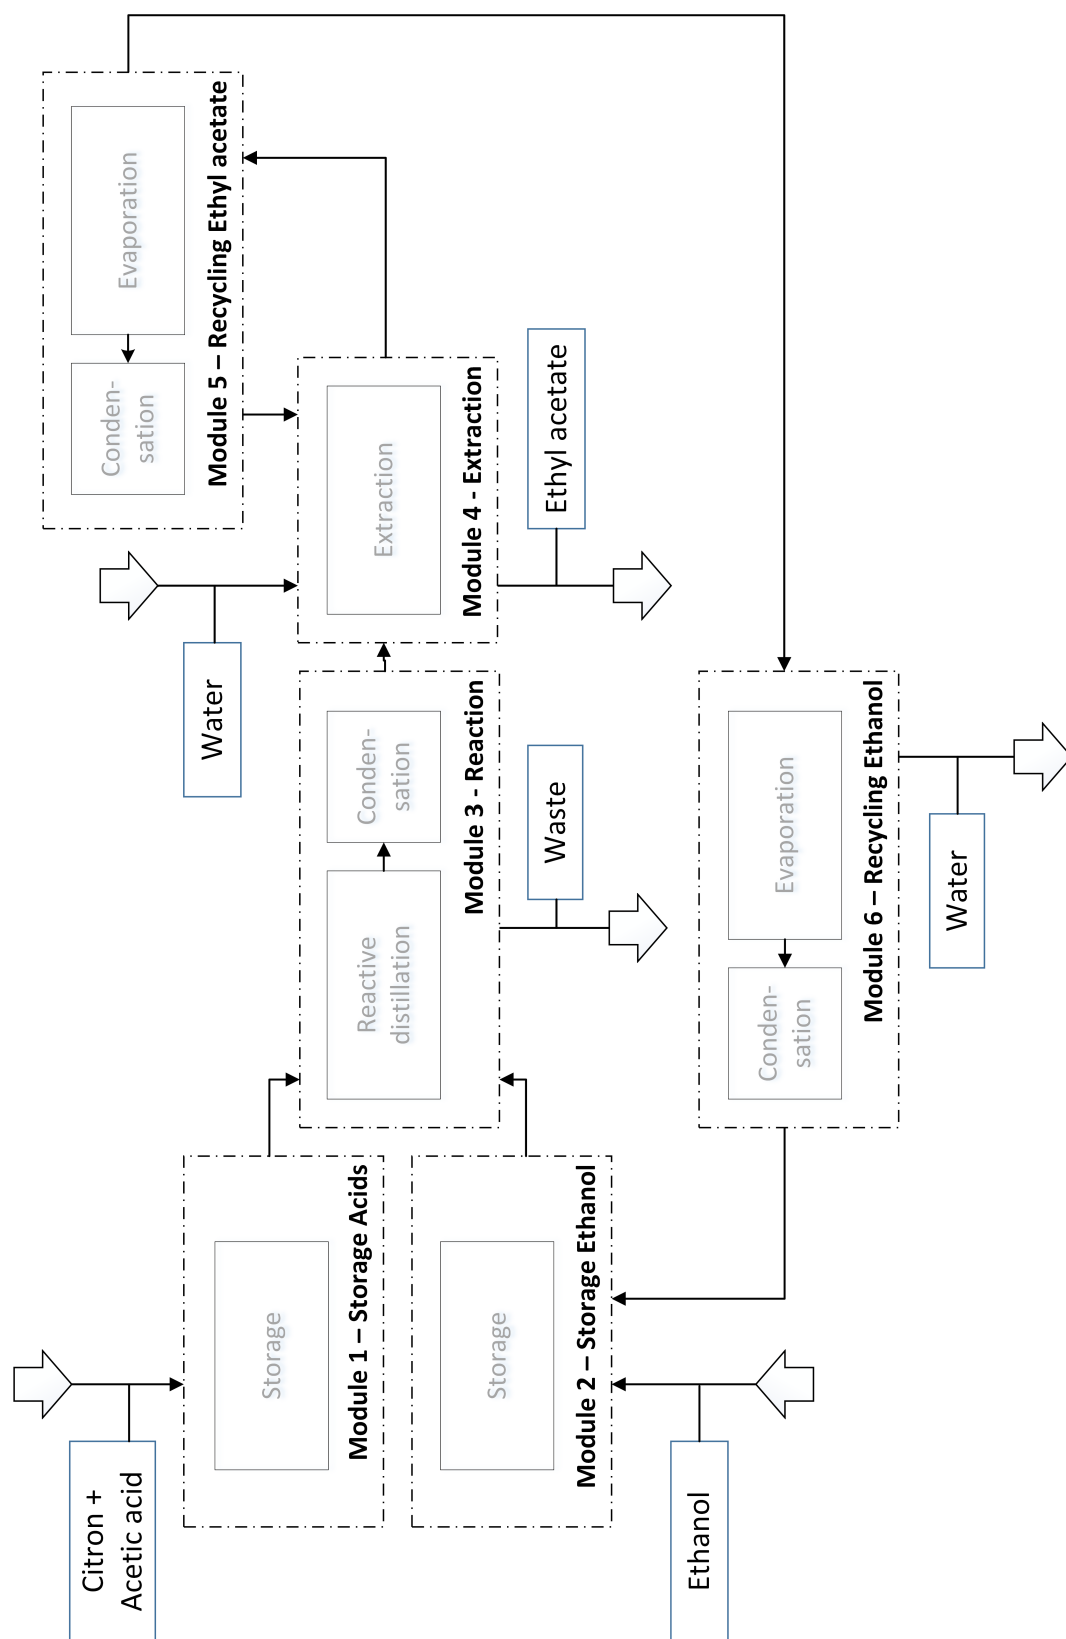 Citron +
Acetic acid
Storage
Module 1 – Storage Acids
Storage
Module 2 – Storage Ethanol
Ethanol
Water
Reactive
distillation
Conden-
sation
Module 3 - Reaction
Waste
Extraction
Module 4 - Extraction
Ethyl acetate
Conden-
sation
Evaporation
Module 5 – Recycling Ethyl acetate
Conden-
sation
Evaporation
Module 6 – Recycling Ethanol
Water